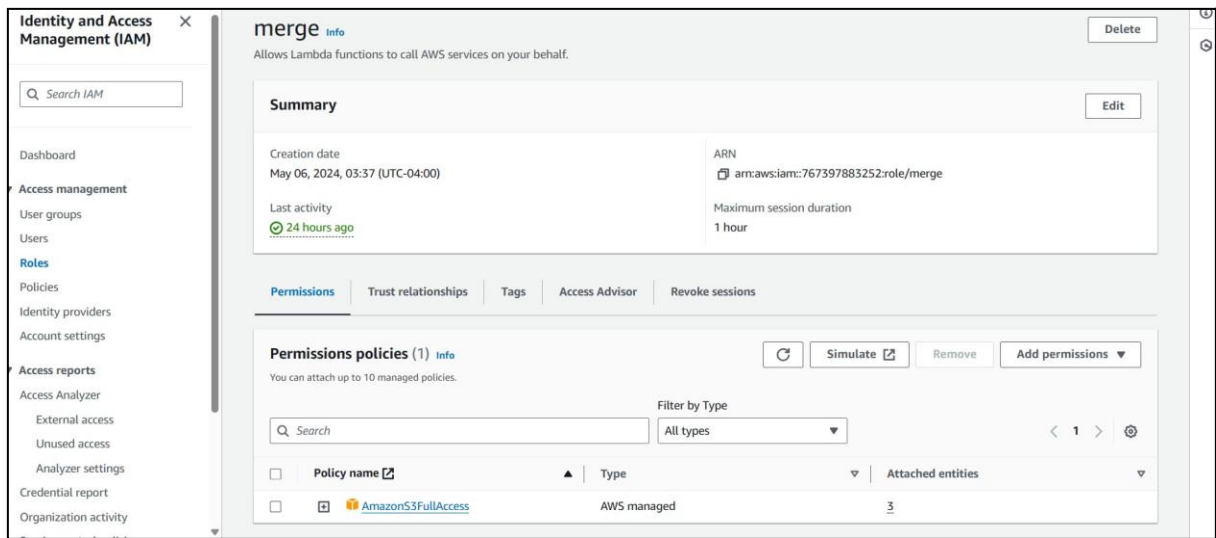 Identity and Access
Management (IAM)
Search IAM
Dashboard
Access management
User groups
Users
Roles
Policies
Identity providers
Account settings
Access reports
Access Analyzer
External access
Unused access
Analyzer settings
Credential report
Organization activity
merge Info
Delete
Allows Lambda functions to call AWS services on your behalf.
Summary
Edit
Creation date
May 06, 2024, 03:37 (UTC-04:00)
ARN
arn:aws:iam::767397883252:role/merge
Last activity
24 hours ago
Maximum session duration
1 hour
Permissions
Trust relationships
Tags
Access Advisor
Revoke sessions
Permissions policies (1) Info
You can attach up to 10 managed policies.
Simulate
Remove
Add permissions
Filter by Type
Search
All types
1
Policy name
Type
Attached entities
AmazonS3FullAccess
AWS managed
3